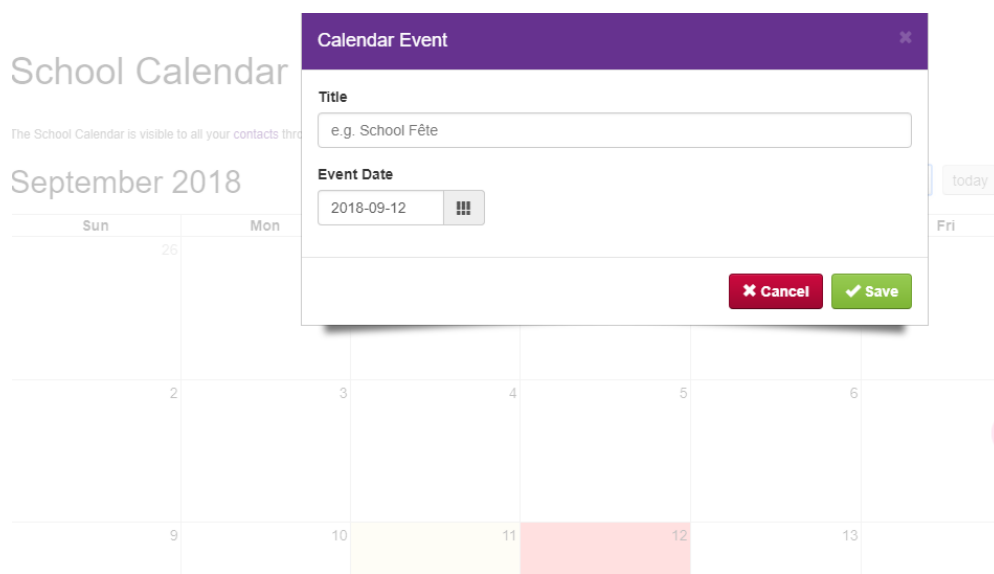 Calendar Event
School Calendar
Title
The School Calendar is visible to all your contacts thro
e.g. School Fête
Event Date
September 2018
today
2018-09-12
Sun Mon Fri
26
Cancel Save
2 3 4 5 6
9 10 11 12 13